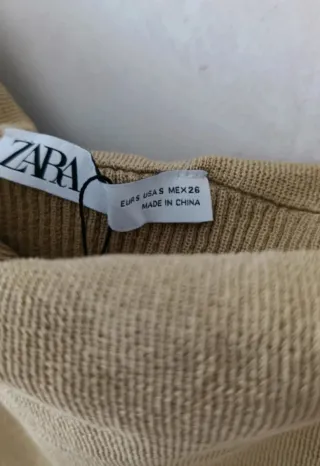 ZARA
EUR S USA S MEX 26
MADE IN CHINA